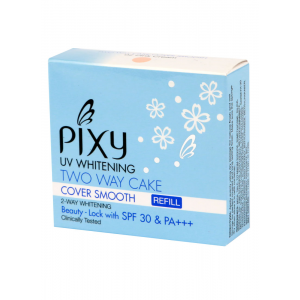 PIXY
UV WHITENING
TWO WAY CAKE
COVER SMOOTH REFILL
2-WAY WHITENING
Beauty - Lock with SPF 30 & PA+++
Clinically Tested